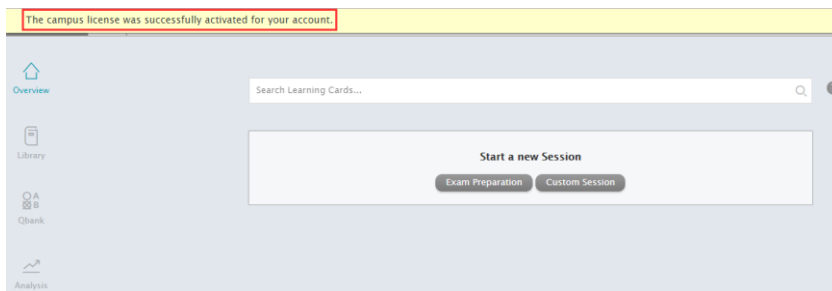 The campus license was successfully activated for your account.
Overview
Search Learning Cards...
Library
Start a new Session
Exam Preparation Custom Session
A
B
Qbank
Analysis